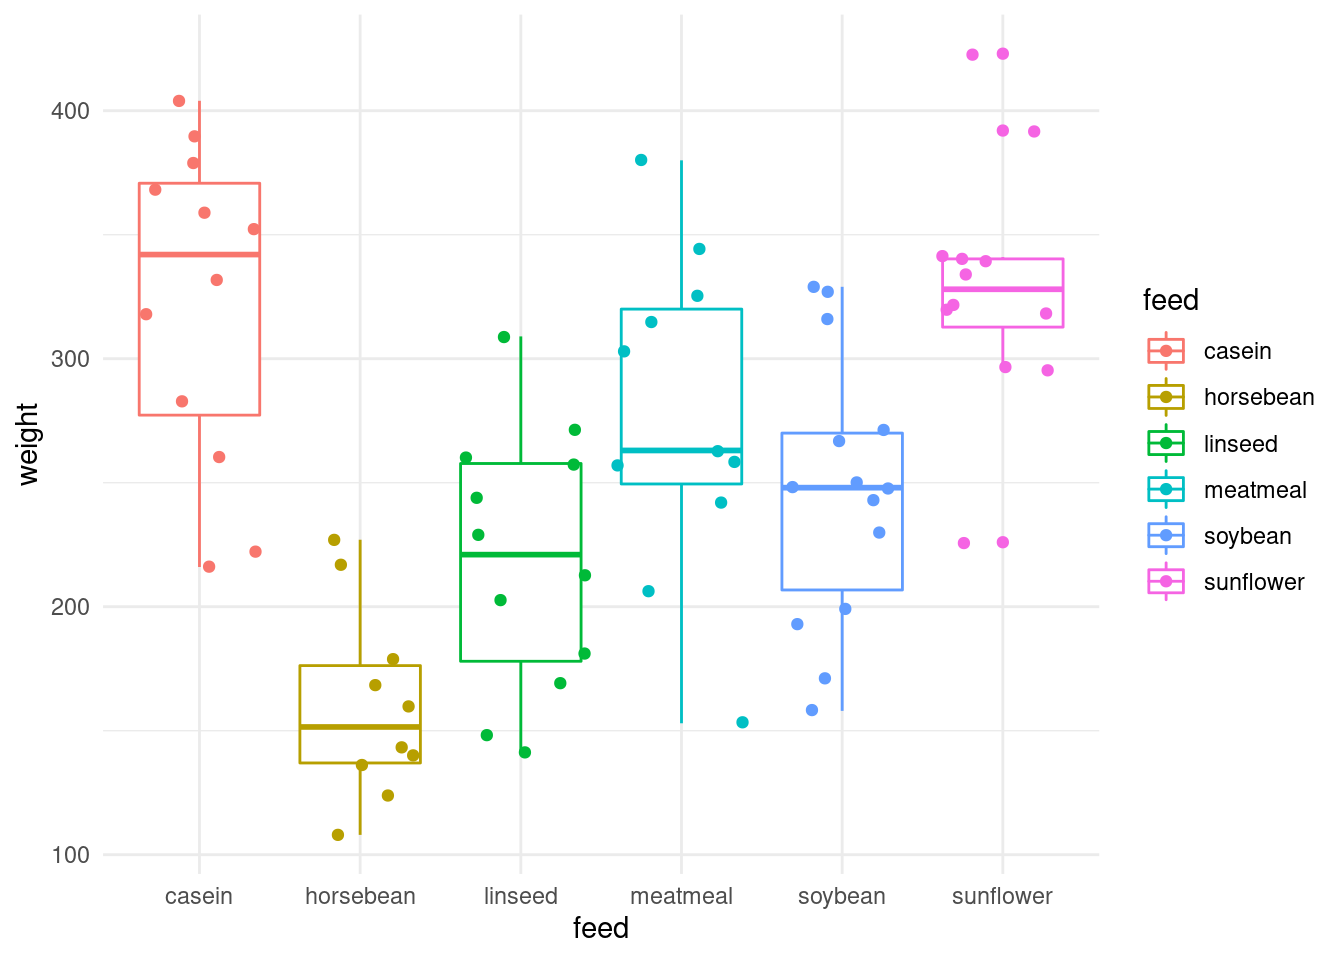 400
300
200
100
weight
casein
horsebean
linseed
meatmeal
soybean
sunflower
feed
feed
casein
horsebean
linseed
meatmeal
soybean
sunflower